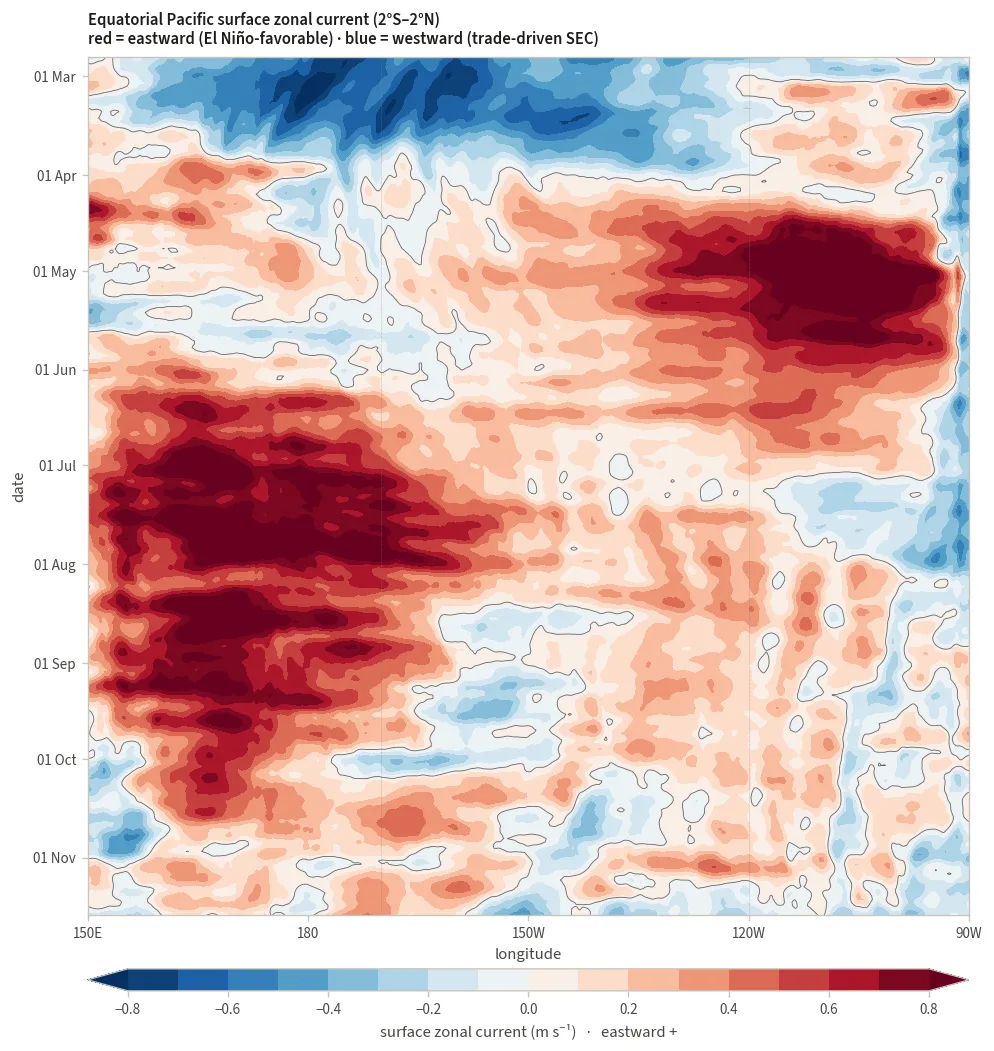 Equatorial Pacific surface zonal current (2°S–2°N)
red = eastward (El Niño-favorable) · blue = westward (trade-driven SEC)
01 Mar
01 Apr
01 May
01 Jun
01 Jul
01 Aug
01 Sep
01 Oct
01 Nov
date
150E 180 150W 120W 90W
longitude
−0.8 −0.6 −0.4 −0.2 0.0 0.2 0.4 0.6 0.8
surface zonal current (m s⁻¹) · eastward +